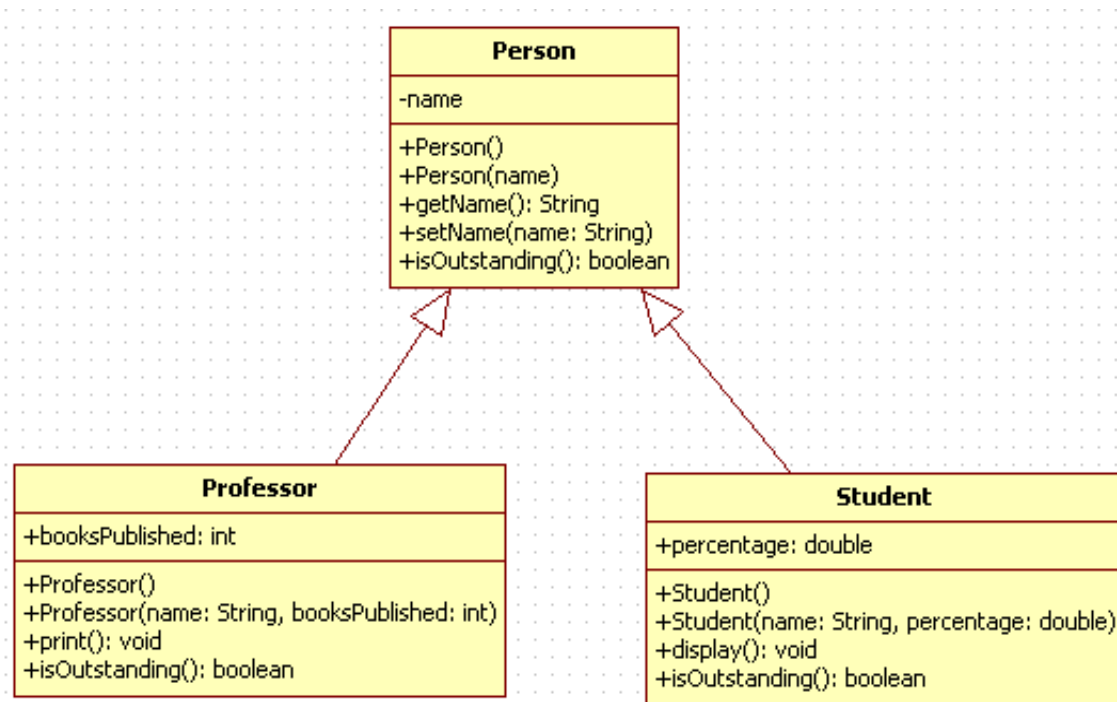 Person
-name
+Person()
+Person(name)
+getName(): String
+setName(name: String)
+isOutstanding(): boolean
Professor
+booksPublished: int
+Professor()
+Professor(name: String, booksPublished: int)
+print(): void
+isOutstanding(): boolean
Student
+percentage: double
+Student()
+Student(name: String, percentage: double)
+display(): void
+isOutstanding(): boolean